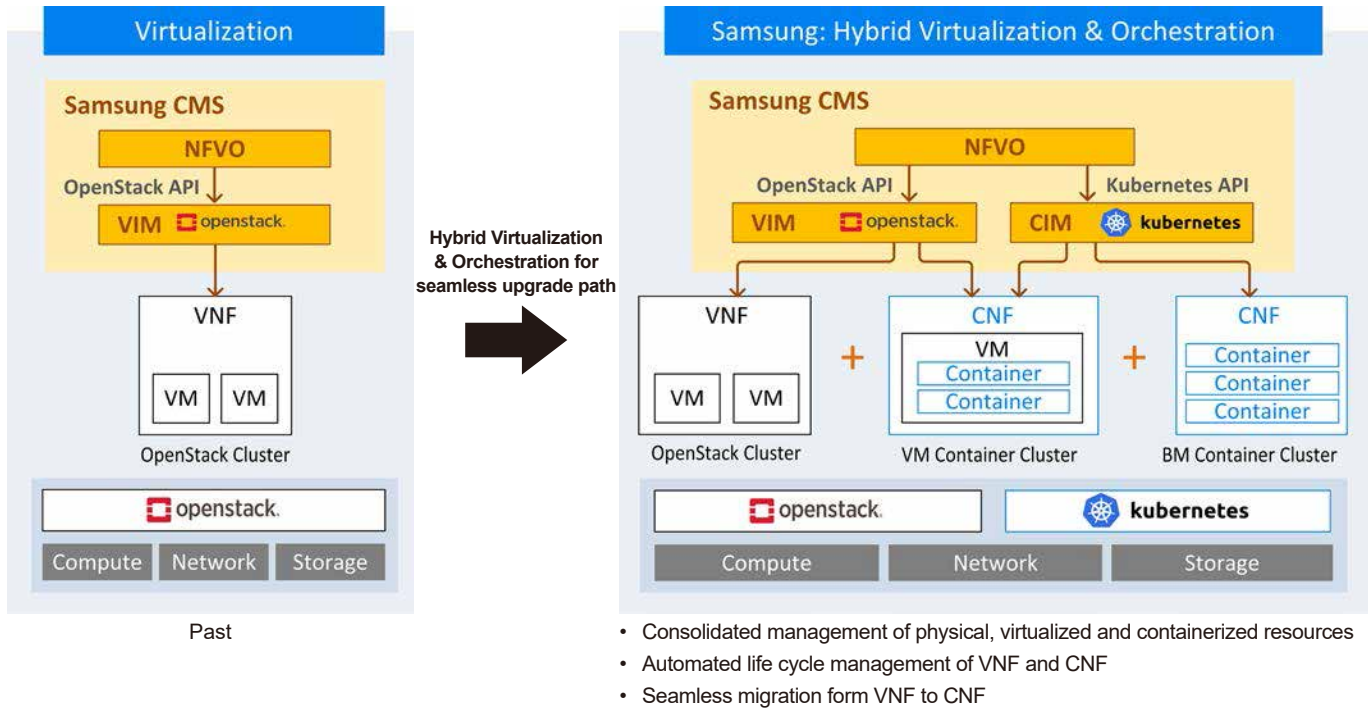 Virtualization
Samsung CMS
NFVO
OpenStack API
VIM openstack.
VNF
VM VM
OpenStack Cluster
openstack.
Compute Network Storage
Past
Hybrid Virtualization
& Orchestration for
seamless upgrade path
Samsung: Hybrid Virtualization & Orchestration
Samsung CMS
NFVO
OpenStack API Kubernetes API
VIM openstack. CIM kubernetes
VNF
VM VM
OpenStack Cluster
+
CNF
VM
Container
Container
VM Container Cluster
+
CNF
Container
Container
Container
BM Container Cluster
openstack. kubernetes
Compute Network Storage
• Consolidated management of physical, virtualized and containerized resources
• Automated life cycle management of VNF and CNF
• Seamless migration form VNF to CNF